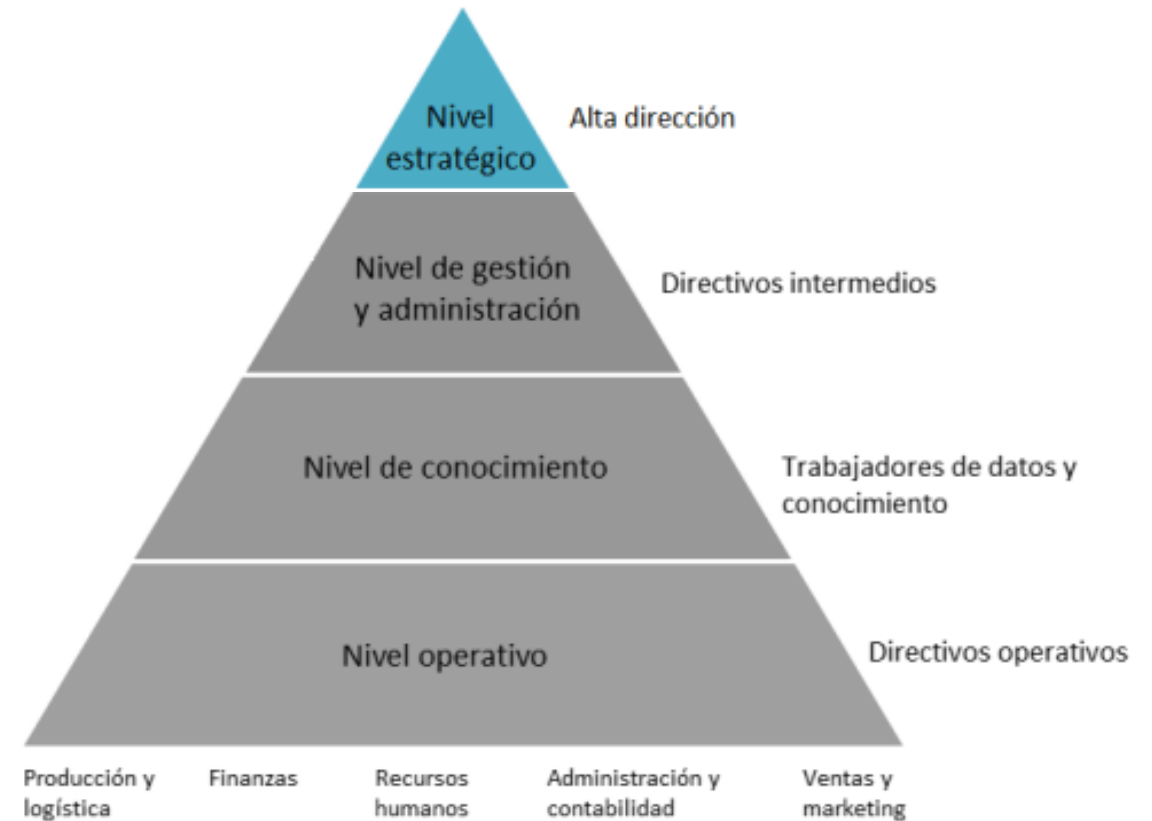 Nivel
estratégico
Alta dirección
Nivel de gestión
y administración
Directivos intermedios
Nivel de conocimiento
Trabajadores de datos y
conocimiento
Nivel operativo
Directivos operativos
Producción y
logística
Finanzas
Recursos
humanos
Administración y
contabilidad
Ventas y
marketing